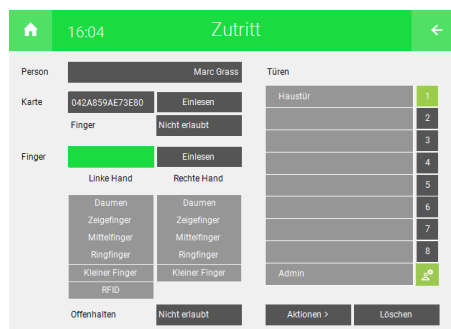 16:04 Zutritt
Person Marc Grass
Karte 042A859AE73E80 Einlesen
Finger Nicht erlaubt
Finger Einlesen
Linke Hand Rechte Hand
Daumen Daumen
Zeigefinger Zeigefinger
Mittelfinger Mittelfinger
Ringfinger Ringfinger
Kleiner Finger Kleiner Finger
RFID
Offenhalten Nicht erlaubt
Türen
Haustür 1
2
3
4
5
6
7
8
Admin
Aktionen > Löschen